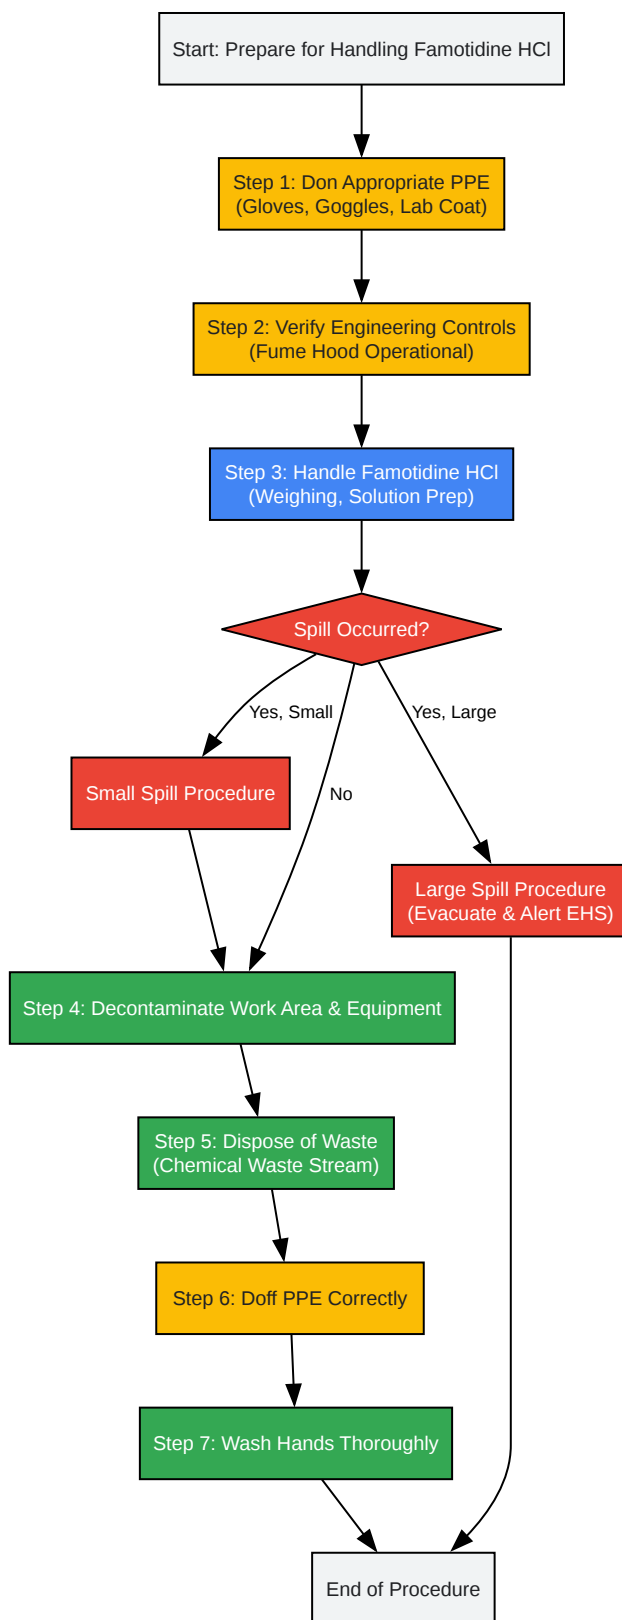 Start: Prepare for Handling Famotidine HCl
Step 1: Don Appropriate PPE
(Gloves, Goggles, Lab Coat)
Step 2: Verify Engineering Controls
(Fume Hood Operational)
Step 3: Handle Famotidine HCl
(Weighing, Solution Prep)
Spill Occurred?
Yes, Small
Yes, Large
Small Spill Procedure
No
Large Spill Procedure
(Evacuate & Alert EHS)
Step 4: Decontaminate Work Area & Equipment
Step 5: Dispose of Waste
(Chemical Waste Stream)
Step 6: Doff PPE Correctly
Step 7: Wash Hands Thoroughly
End of Procedure